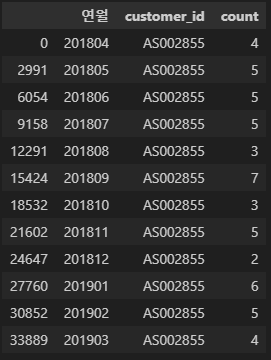 연월 customer_id count
0 201804 AS002855 4
2991 201805 AS002855 5
6054 201806 AS002855 5
9158 201807 AS002855 5
12291 201808 AS002855 3
15424 201809 AS002855 7
18532 201810 AS002855 3
21602 201811 AS002855 5
24647 201812 AS002855 2
27760 201901 AS002855 6
30852 201902 AS002855 5
33889 201903 AS002855 4